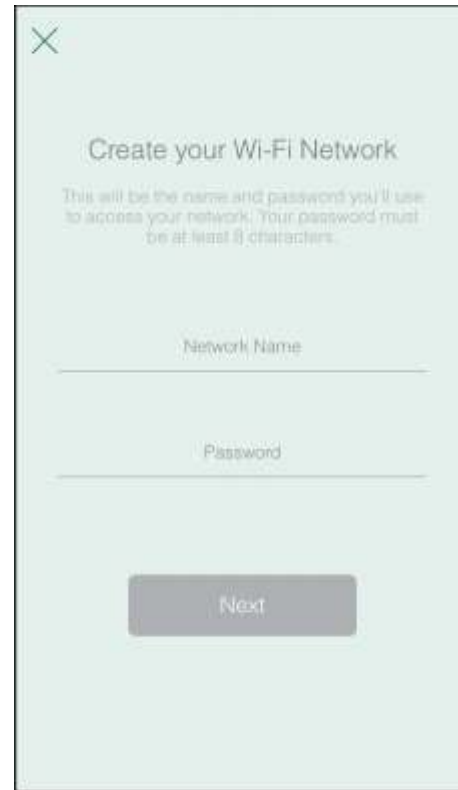 Create your Wi-Fi Network
This will be the name and password you'll use
to access your network. Your password must
be at least 8 characters.
Network Name
Password
Next